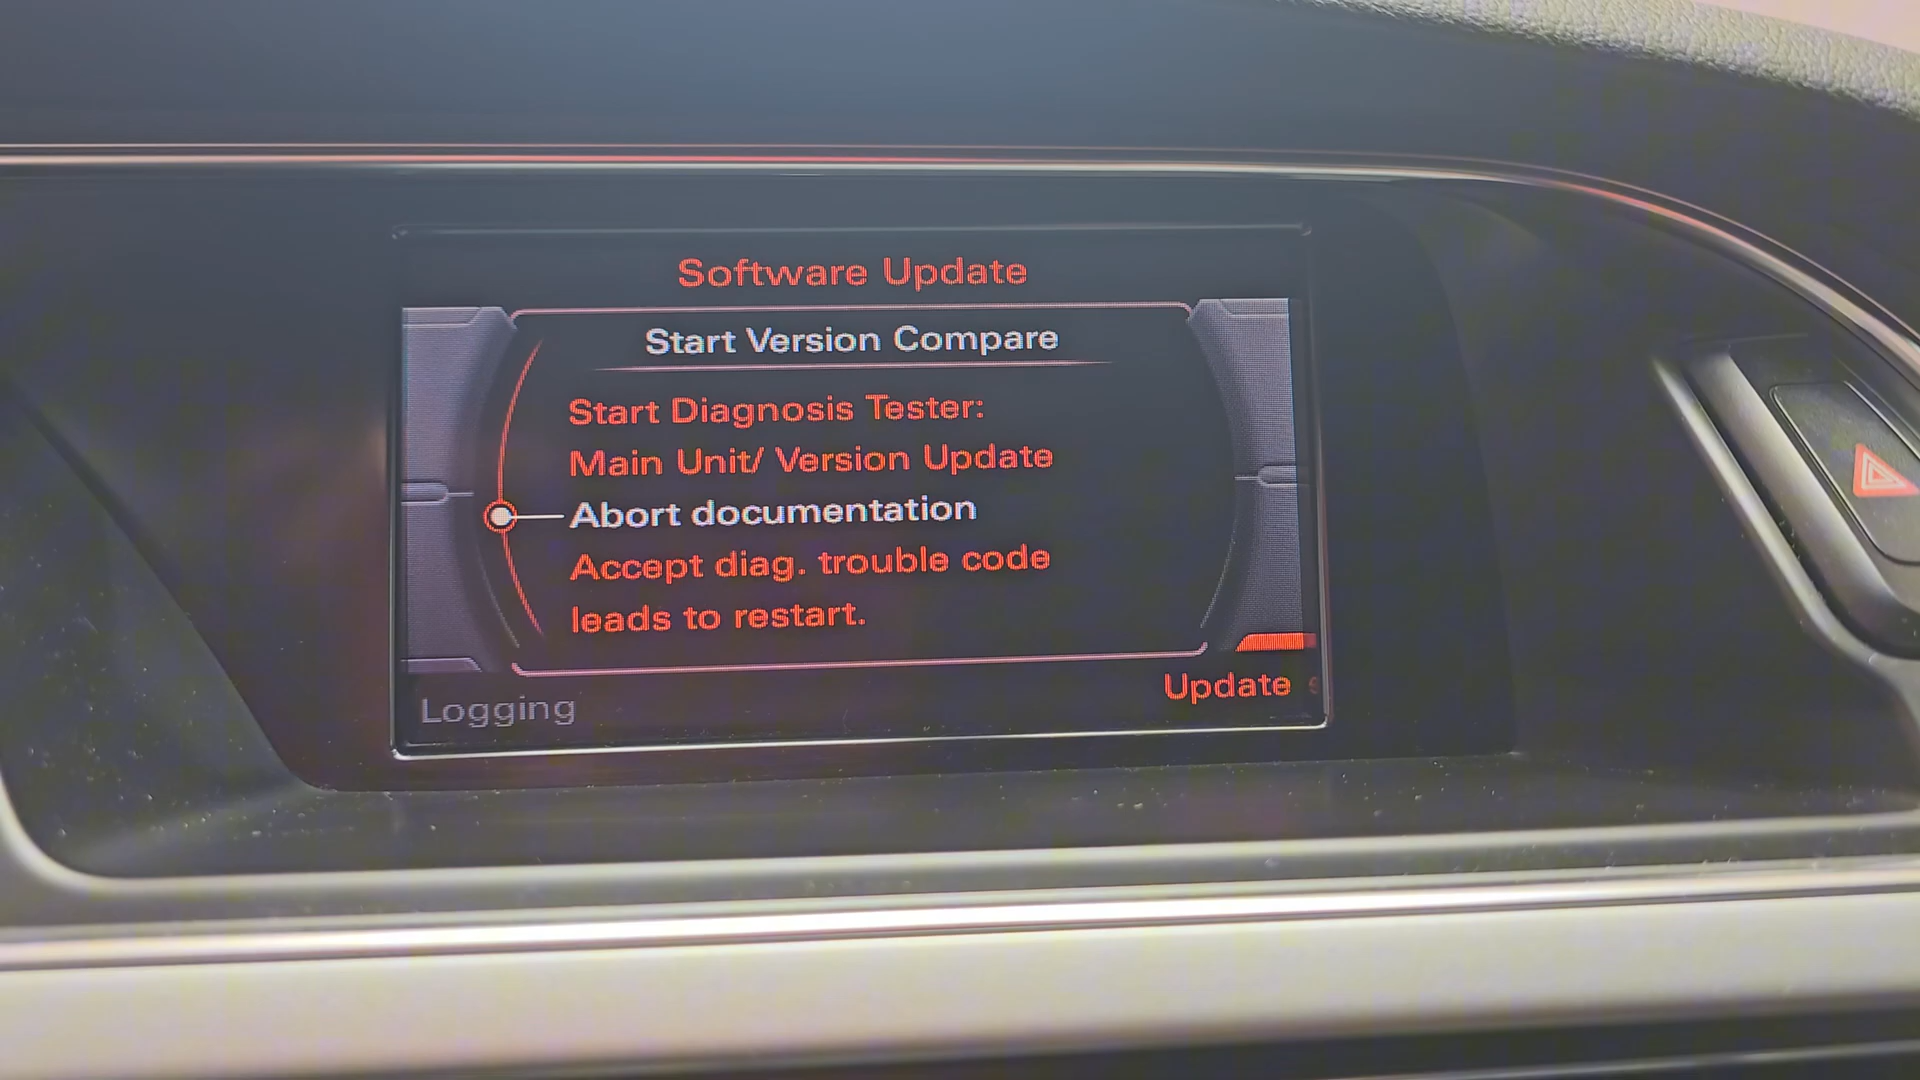 Software Update
Start Version Compare
Start Diagnosis Tester:
Main Unit/ Version Update
Abort documentation
Accept diag. trouble code
leads to restart.
Update
Logging